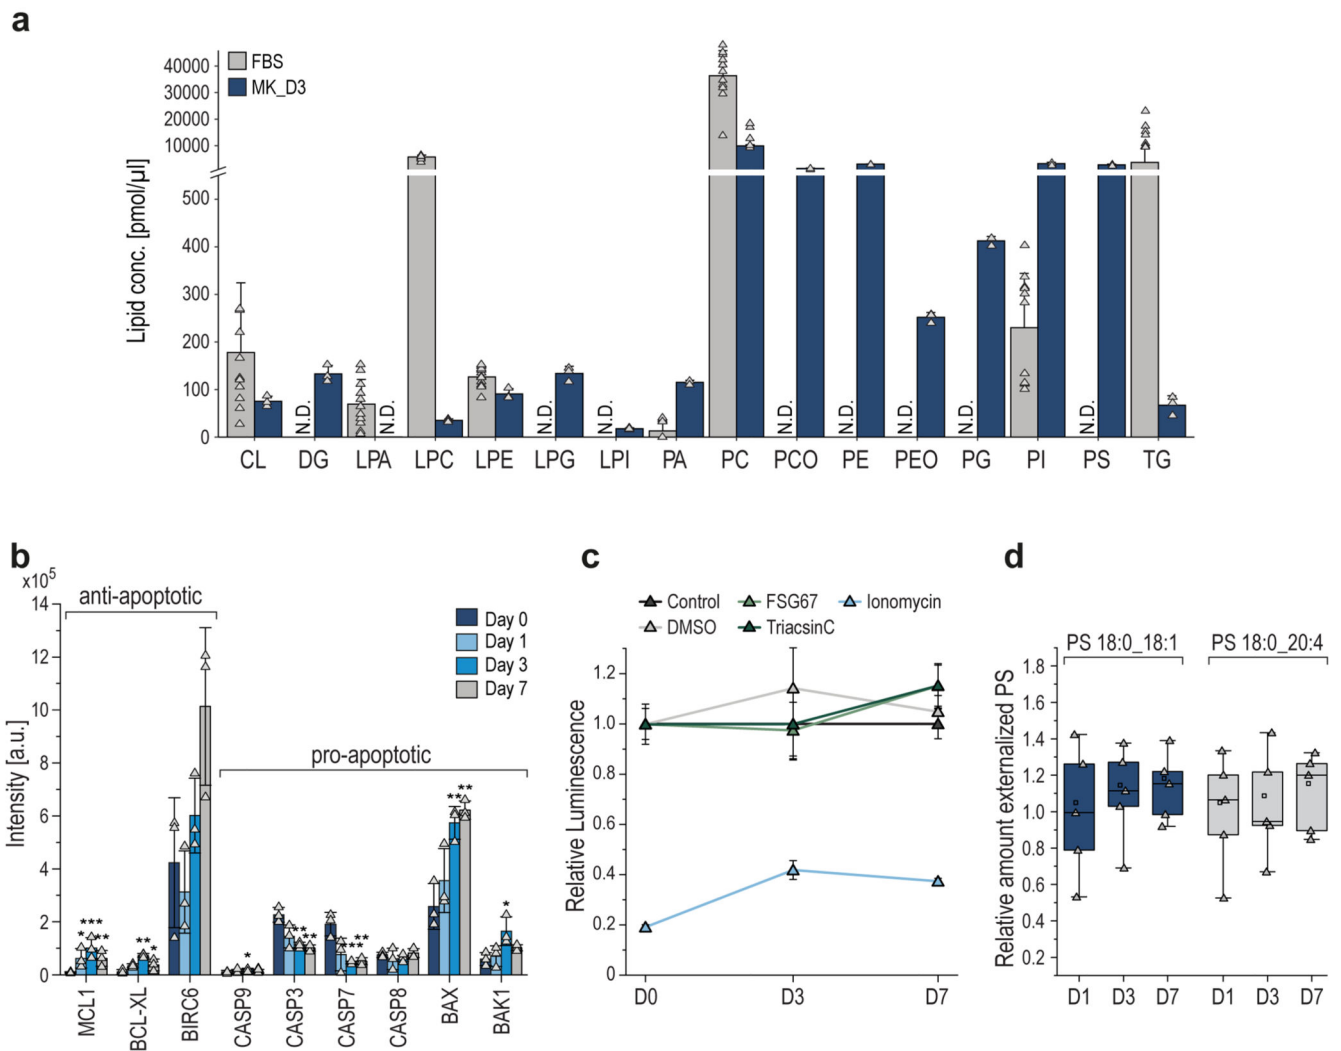 a
FBS
MK_D3
Lipid conc. [pmol/µl]
40000
30000
20000
10000
500
400
300
200
100
0
N.D.
N.D.
N.D.
N.D.
N.D.
N.D.
N.D.
N.D.
N.D.
CL DG LPA LPC LPE LPG LPI PA PC PCO PE PEO PG PI PS TG
b
x10⁵
anti-apoptotic
pro-apoptotic
Day 0
Day 1
Day 3
Day 7
Intensity [a.u.]
14
12
10
8
6
4
2
0
*
***
**
**
*
*
**
**
***
**
**
**
*
MCL1 BCL-XL BIRC6 CASP9 CASP3 CASP7 CASP8 BAX BAK1
c
Control FSG67 Ionomycin
DMSO TriacsinC
Relative Luminescence
1.2
1.0
0.8
0.6
0.4
0.2
0
D0 D3 D7
d
PS 18:0_18:1 PS 18:0_20:4
Relative amount externalized PS
1.8
1.6
1.4
1.2
1.0
0.8
0.6
0.4
0.2
D1 D3 D7 D1 D3 D7